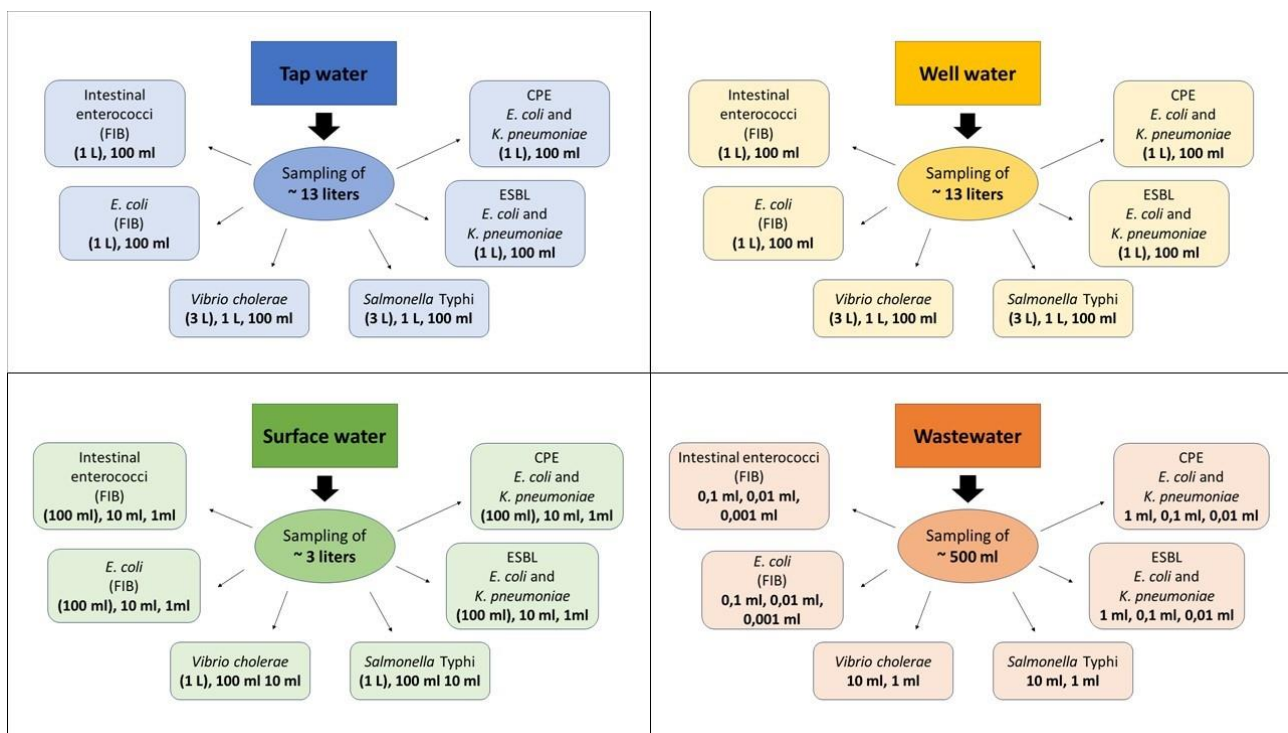 Tap water
Intestinal
enterococci
(FIB)
(1 L), 100 ml
CPE
E. coli and
K. pneumoniae
(1 L), 100 ml
Sampling of
~ 13 liters
E. coli
(FIB)
(1 L), 100 ml
ESBL
E. coli and
K. pneumoniae
(1 L), 100 ml
Vibrio cholerae
(3 L), 1 L, 100 ml
Salmonella Typhi
(3 L), 1 L, 100 ml
Well water
Intestinal
enterococci
(FIB)
(1 L), 100 ml
CPE
E. coli and
K. pneumoniae
(1 L), 100 ml
Sampling of
~ 13 liters
E. coli
(FIB)
(1 L), 100 ml
ESBL
E. coli and
K. pneumoniae
(1 L), 100 ml
Vibrio cholerae
(3 L), 1 L, 100 ml
Salmonella Typhi
(3 L), 1 L, 100 ml
Surface water
Intestinal
enterococci
(FIB)
(100 ml), 10 ml, 1ml
CPE
E. coli and
K. pneumoniae
(100 ml), 10 ml, 1ml
Sampling of
~ 3 liters
E. coli
(FIB)
(100 ml), 10 ml, 1ml
ESBL
E. coli and
K. pneumoniae
(100 ml), 10 ml, 1ml
Vibrio cholerae
(1 L), 100 ml 10 ml
Salmonella Typhi
(1 L), 100 ml 10 ml
Wastewater
Intestinal enterococci
(FIB)
0,1 ml, 0,01 ml,
0,001 ml
CPE
E. coli and
K. pneumoniae
1 ml, 0,1 ml, 0,01 ml
Sampling of
~ 500 ml
E. coli
(FIB)
0,1 ml, 0,01 ml,
0,001 ml
ESBL
E. coli and
K. pneumoniae
1 ml, 0,1 ml, 0,01 ml
Vibrio cholerae
10 ml, 1 ml
Salmonella Typhi
10 ml, 1 ml